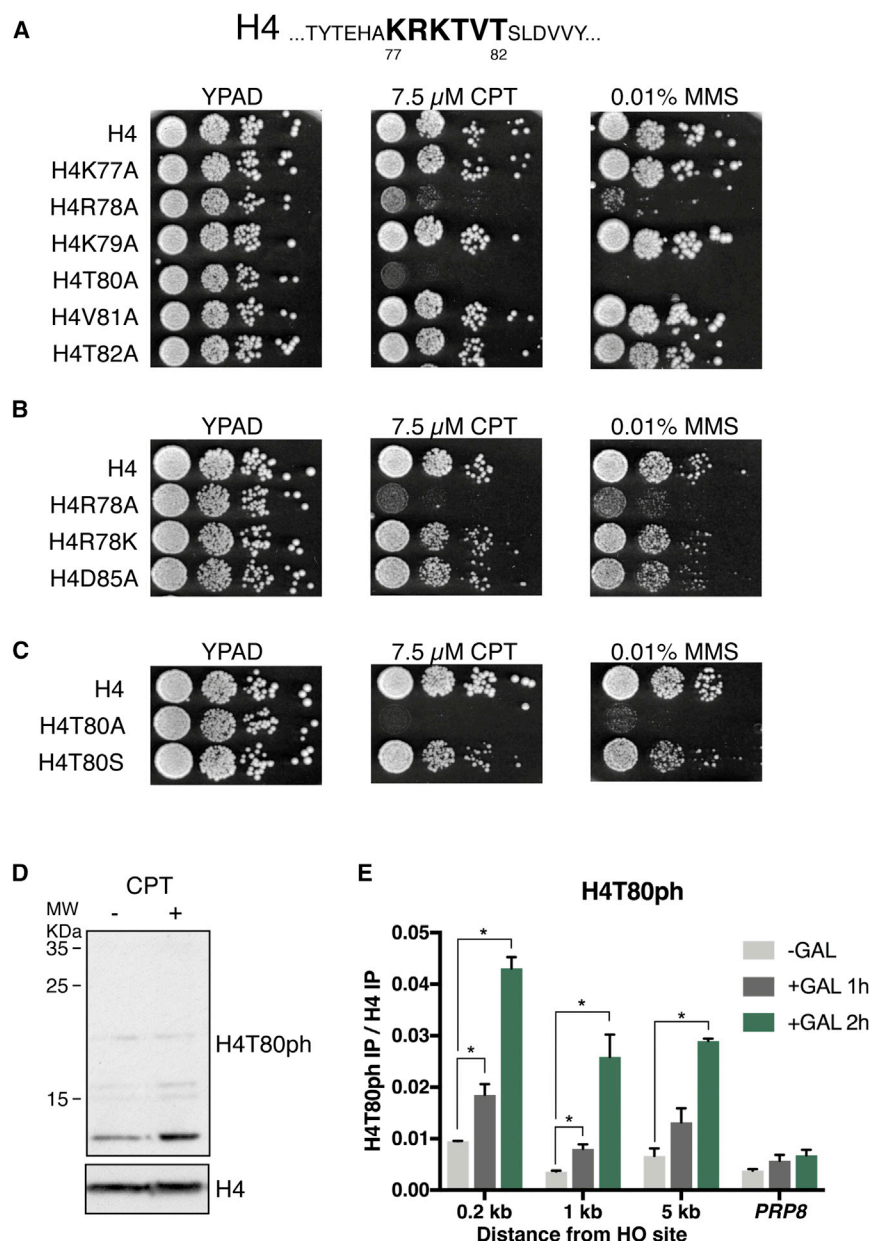 A
H4 ...TYTEHAKRKTVTSLDVVY...
77 82
YPAD 7.5 µM CPT 0.01% MMS
H4
H4K77A
H4R78A
H4K79A
H4T80A
H4V81A
H4T82A
B
YPAD 7.5 µM CPT 0.01% MMS
H4
H4R78A
H4R78K
H4D85A
C
YPAD 7.5 µM CPT 0.01% MMS
H4
H4T80A
H4T80S
D
CPT
MW - +
KDa
35
25
15
H4T80ph
H4
E
H4T80ph
H4T80ph IP / H4 IP
0.05
0.04
0.03
0.02
0.01
0.00
* * * * *
-GAL
+GAL 1h
+GAL 2h
0.2 kb 1 kb 5 kb PRP8
Distance from HO site